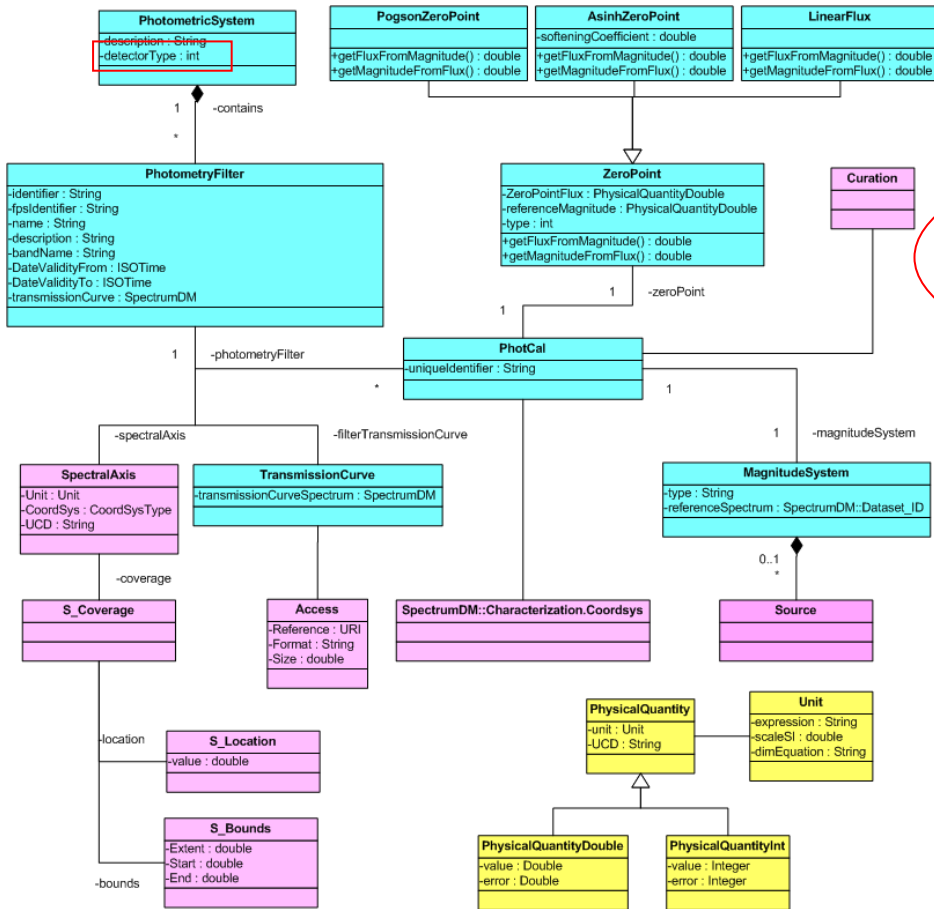 PhotometricSystem
-description : String
-detectorType : int
PogsonZeroPoint
+getFluxFromMagnitude() : double
+getMagnitudeFromFlux() : double
AsinhZeroPoint
-softeningCoefficient : double
+getFluxFromMagnitude() : double
+getMagnitudeFromFlux() : double
LinearFlux
+getFluxFromMagnitude() : double
+getMagnitudeFromFlux() : double
1
-contains
*
PhotometryFilter
-identifier : String
-fpsIdentifier : String
-name : String
-description : String
-bandName : String
-DateValidityFrom : ISOTime
-DateValidityTo : ISOTime
-transmissionCurve : SpectrumDM
ZeroPoint
-ZeroPointFlux : PhysicalQuantityDouble
-referenceMagnitude : PhysicalQuantityDouble
-type : int
+getFluxFromMagnitude() : double
+getMagnitudeFromFlux() : double
Curation
1
-zeroPoint
1
1
-photometryFilter
*
PhotCal
-uniqueIdentifier : String
1
1
-magnitudeSystem
-spectralAxis
-filterTransmissionCurve
SpectralAxis
-Unit : Unit
-CoordSys : CoordSysType
-UCD : String
TransmissionCurve
-transmissionCurveSpectrum : SpectrumDM
MagnitudeSystem
-type : String
-referenceSpectrum : SpectrumDM::Dataset_ID
0..1
*
-coverage
S_Coverage
Access
-Reference : URI
-Format : String
-Size : double
SpectrumDM::Characterization.Coordsys
Source
-location
S_Location
-value : double
PhysicalQuantity
-unit : Unit
-UCD : String
Unit
-expression : String
-scaleSI : double
-dimEquation : String
S_Bounds
-Extent : double
-Start : double
-End : double
-bounds
PhysicalQuantityDouble
-value : Double
-error : Double
PhysicalQuantityInt
-value : Integer
-error : Integer